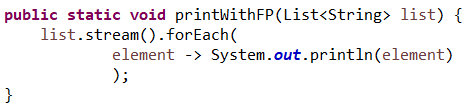 public static void printWithFP(List<String> list) {
    list.stream().forEach(
            element -> System.out.println(element)
            );
}